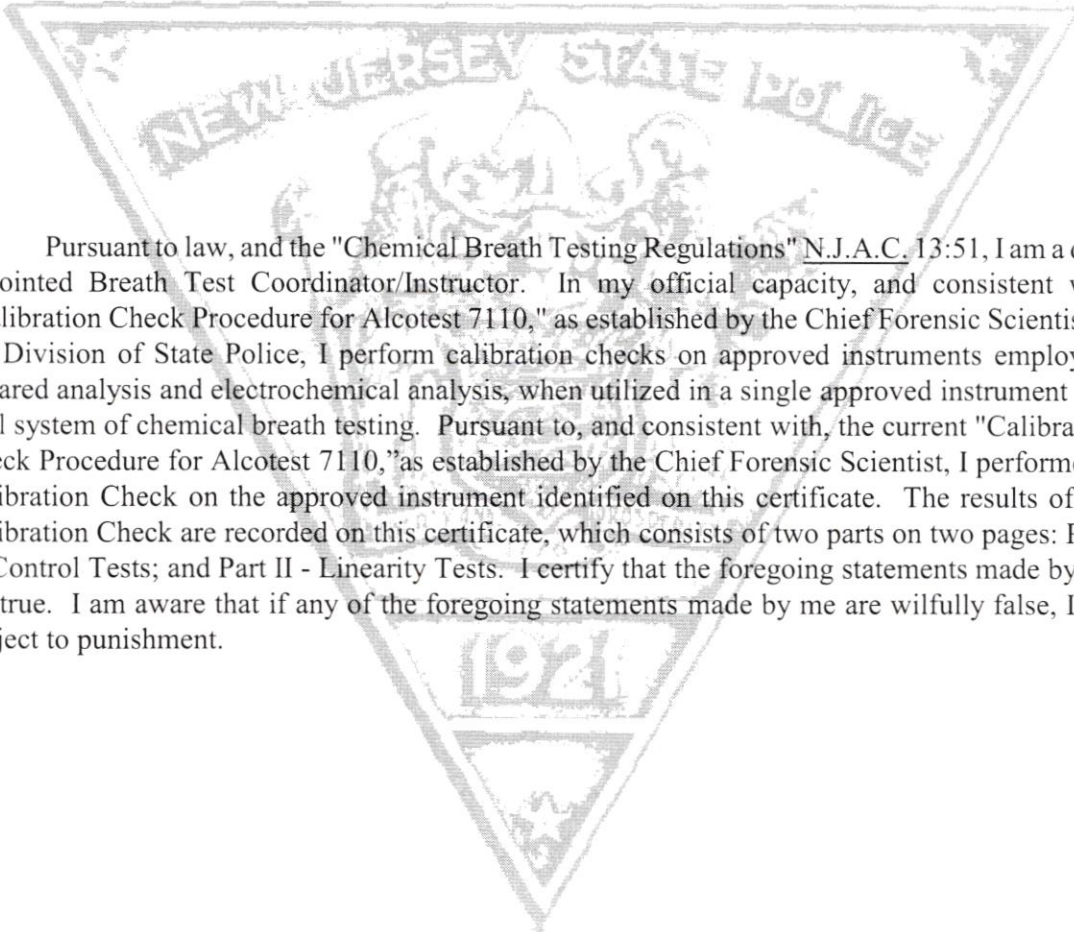 NEW JERSEY STATE POLICE
Pursuant to law, and the "Chemical Breath Testing Regulations" N.J.A.C. 13:51, I am a
ointed Breath Test Coordinator/Instructor. In my official capacity, and consistent
libration Check Procedure for Alcotest 7110," as established by the Chief Forensic Scientis
Division of State Police, I perform calibration checks on approved instruments employ
ared analysis and electrochemical analysis, when utilized in a single approved instrument
l system of chemical breath testing. Pursuant to, and consistent with, the current "Calibra
eck Procedure for Alcotest 7110,”as established by the Chief Forensic Scientist, I performe
libration Check on the approved instrument identified on this certificate. The results of
libration Check are recorded on this certificate, which consists of two parts on two pages:
Control Tests; and Part II - Linearity Tests. I certify that the foregoing statements made by
true. I am aware that if any of the foregoing statements made by me are wilfully false, I
ject to punishment.
1921